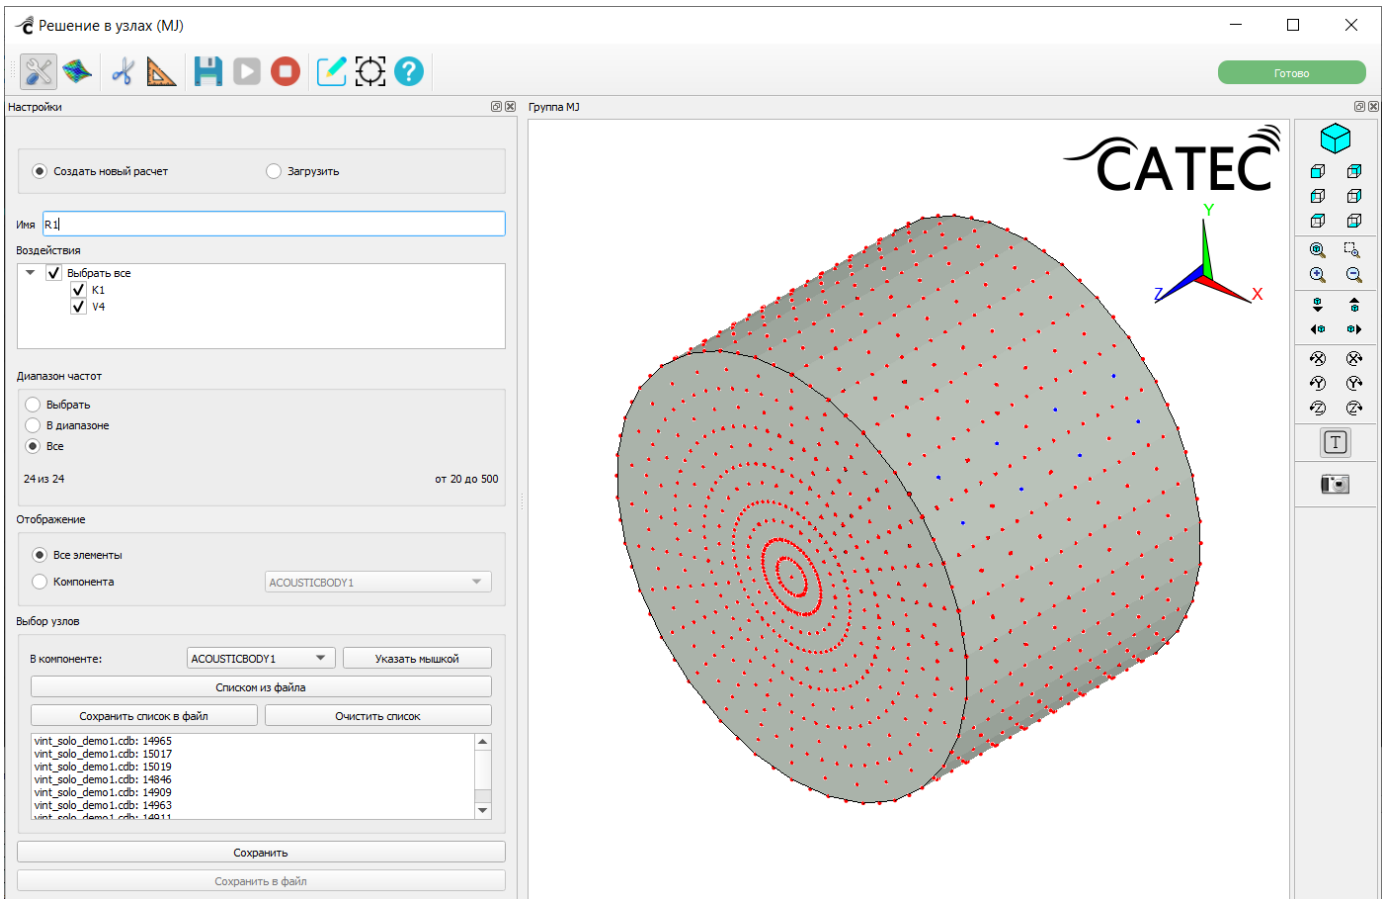 Решение в узлах (MJ)
Готово
Настройки
Группа MJ
Создать новый расчет
Загрузить
Имя
R1
Воздействия
Выбрать все
K1
V4
Диапазон частот
Выбрать
В диапазоне
Все
24 из 24
от 20 до 500
Отображение
Все элементы
Компонента
ACOUSTICBODY1
Выбор узлов
В компоненте:
ACOUSTICBODY1
Указать мышкой
Списком из файла
Сохранить список в файл
Очистить список
vint_solo_demo1.cdb: 14965
vint_solo_demo1.cdb: 15017
vint_solo_demo1.cdb: 15019
vint_solo_demo1.cdb: 14846
vint_solo_demo1.cdb: 14909
vint_solo_demo1.cdb: 14963
vint_solo_demo1.cdb: 14911
Сохранить
Сохранить в файл
CATEC
Y
Z
X
X
X
Y
Y
Z
Z
T